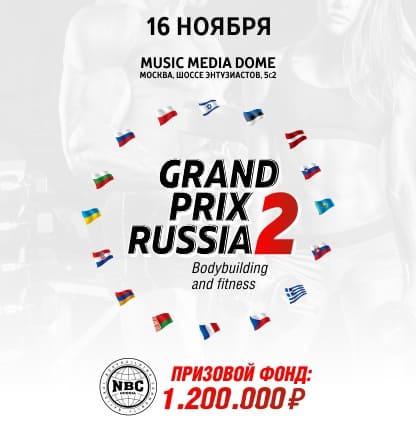 16 НОЯБРЯ
MUSIC MEDIA DOME
МОСКВА, ШОССЕ ЭНТУЗИАСТОВ, 5с2
GRAND
PRIX
RUSSIA 2
Bodybuilding
and fitness
NBC
ПРИЗОВОЙ ФОНД:
1.200.000 ₽